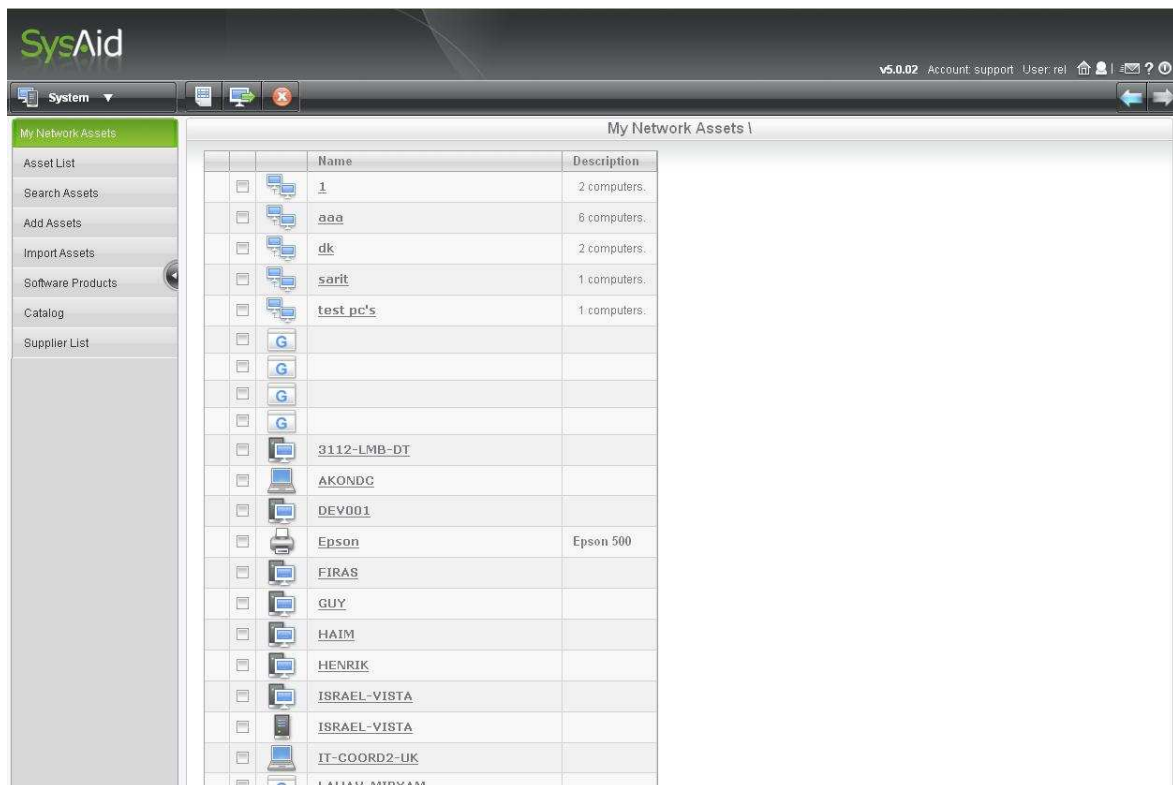 SysAid
v5.0.02 Account: support User: rel
System
My Network Assets
Asset List
Search Assets
Add Assets
Import Assets
Software Products
Catalog
Supplier List
My Network Assets \
Name Description
1 2 computers.
aaa 6 computers.
dk 2 computers.
sarit 1 computers.
test pc's 1 computers.
G
G
G
G
3112-LMB-DT
AKONDC
DEV001
Epson Epson 500
FIRAS
GUY
HAIM
HENRIK
ISRAEL-VISTA
ISRAEL-VISTA
IT-COORD2-UK